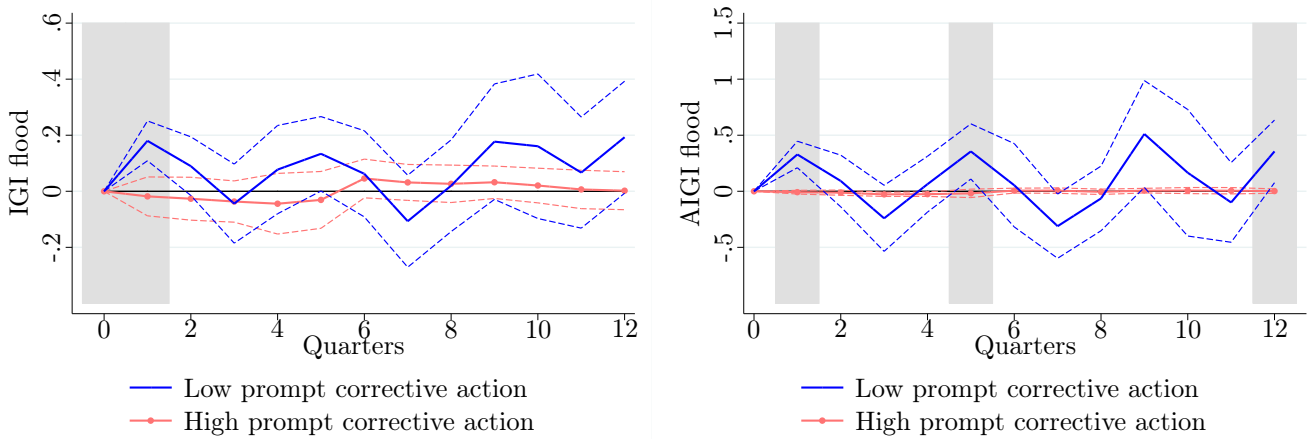 IGI flood
.6
.4
.2
0
-.2
0 2 4 6 8 10 12
Quarters
Low prompt corrective action
High prompt corrective action
AIGI flood
1.5
1
.5
0
-.5
0 2 4 6 8 10 12
Quarters
Low prompt corrective action
High prompt corrective action